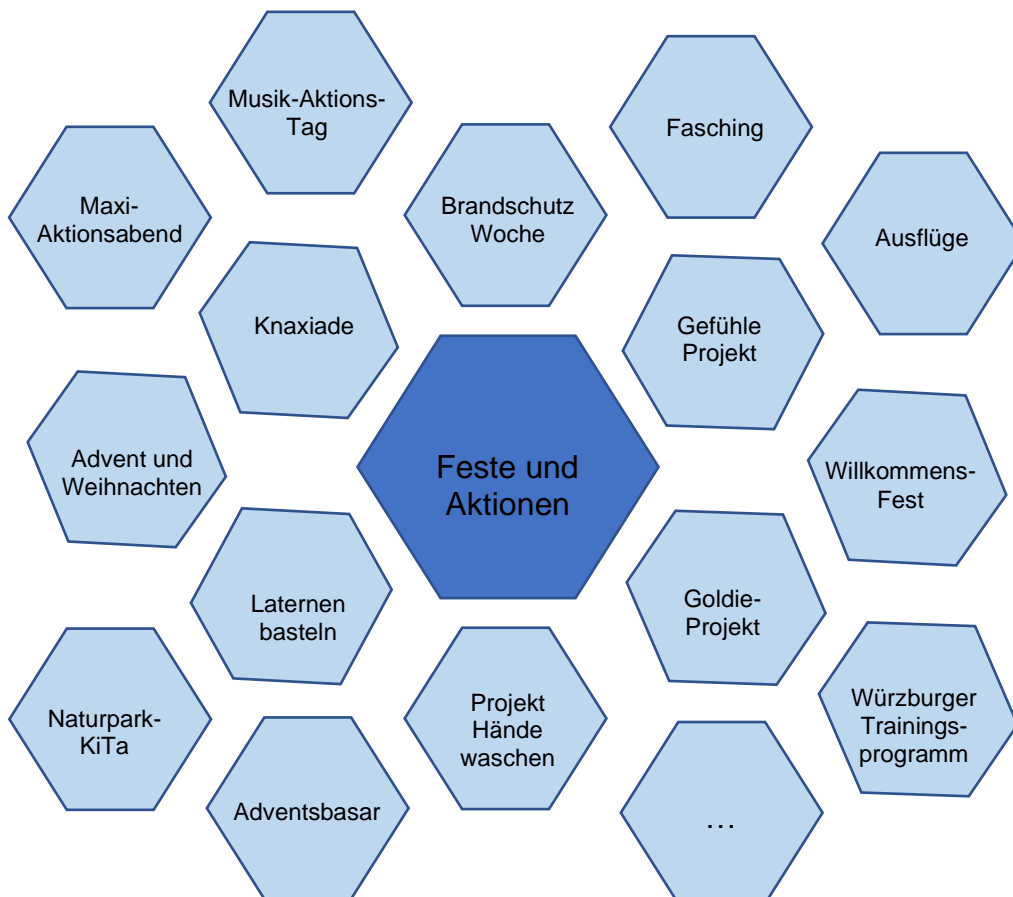 Musik-Aktions-
Tag
Fasching
Maxi-
Aktionsabend
Brandschutz
Woche
Ausflüge
Knaxiade
Gefühle
Projekt
Advent und
Weihnachten
Feste und
Aktionen
Willkommens-
Fest
Laternen
basteln
Goldie-
Projekt
Naturpark-
KiTa
Projekt
Hände
waschen
Würzburger
Trainings-
programm
Adventsbasar
…